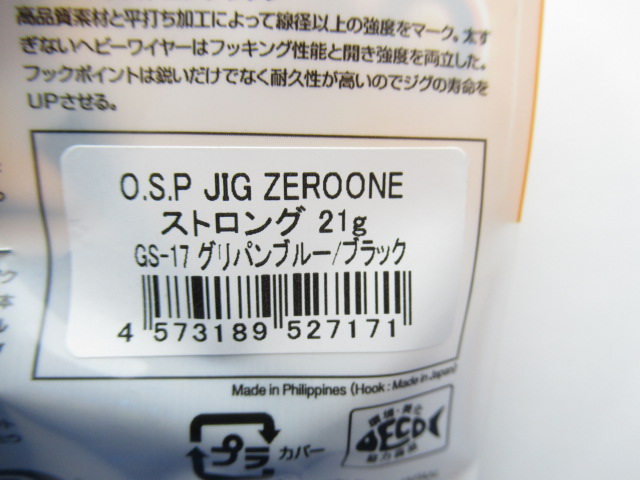 高品質素材と平打ち加工によって線径以上の強度をマーク。太す
ぎないヘビーワイヤーはフッキング性能と開き強度を両立した。
フックポイントは鋭いだけでなく耐久性が高いのでジグの寿命を
UPさせる。
O.S.P JIG ZEROONE
ストロング 21g
GS-17 グリパンブルー/ブラック
4 573189 527171
Made in Philippines (Hook : Made in Japan)
プラ カバー
ECO